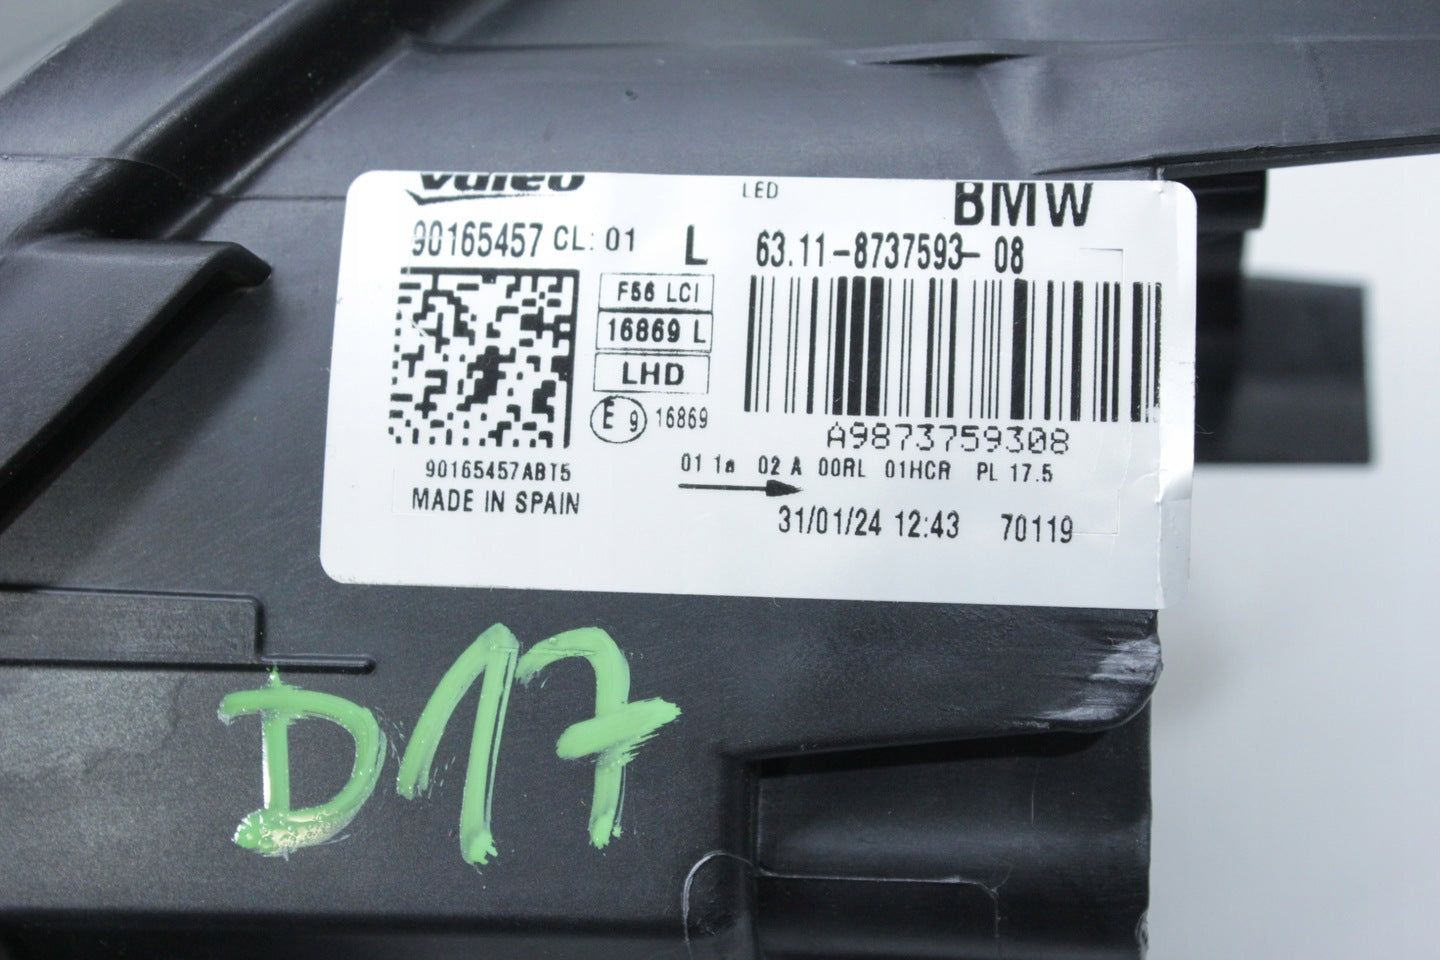 Valeo LED BMW
90165457 CL: 01 L 63.11-8737593-08
F56 LCI
16869 L
LHD
E 9 16869
A9873759308
90165457ABT5
01 1a 02 A 00RL 01HCR PL 17.5
MADE IN SPAIN
31/01/24 12:43 70119
D17